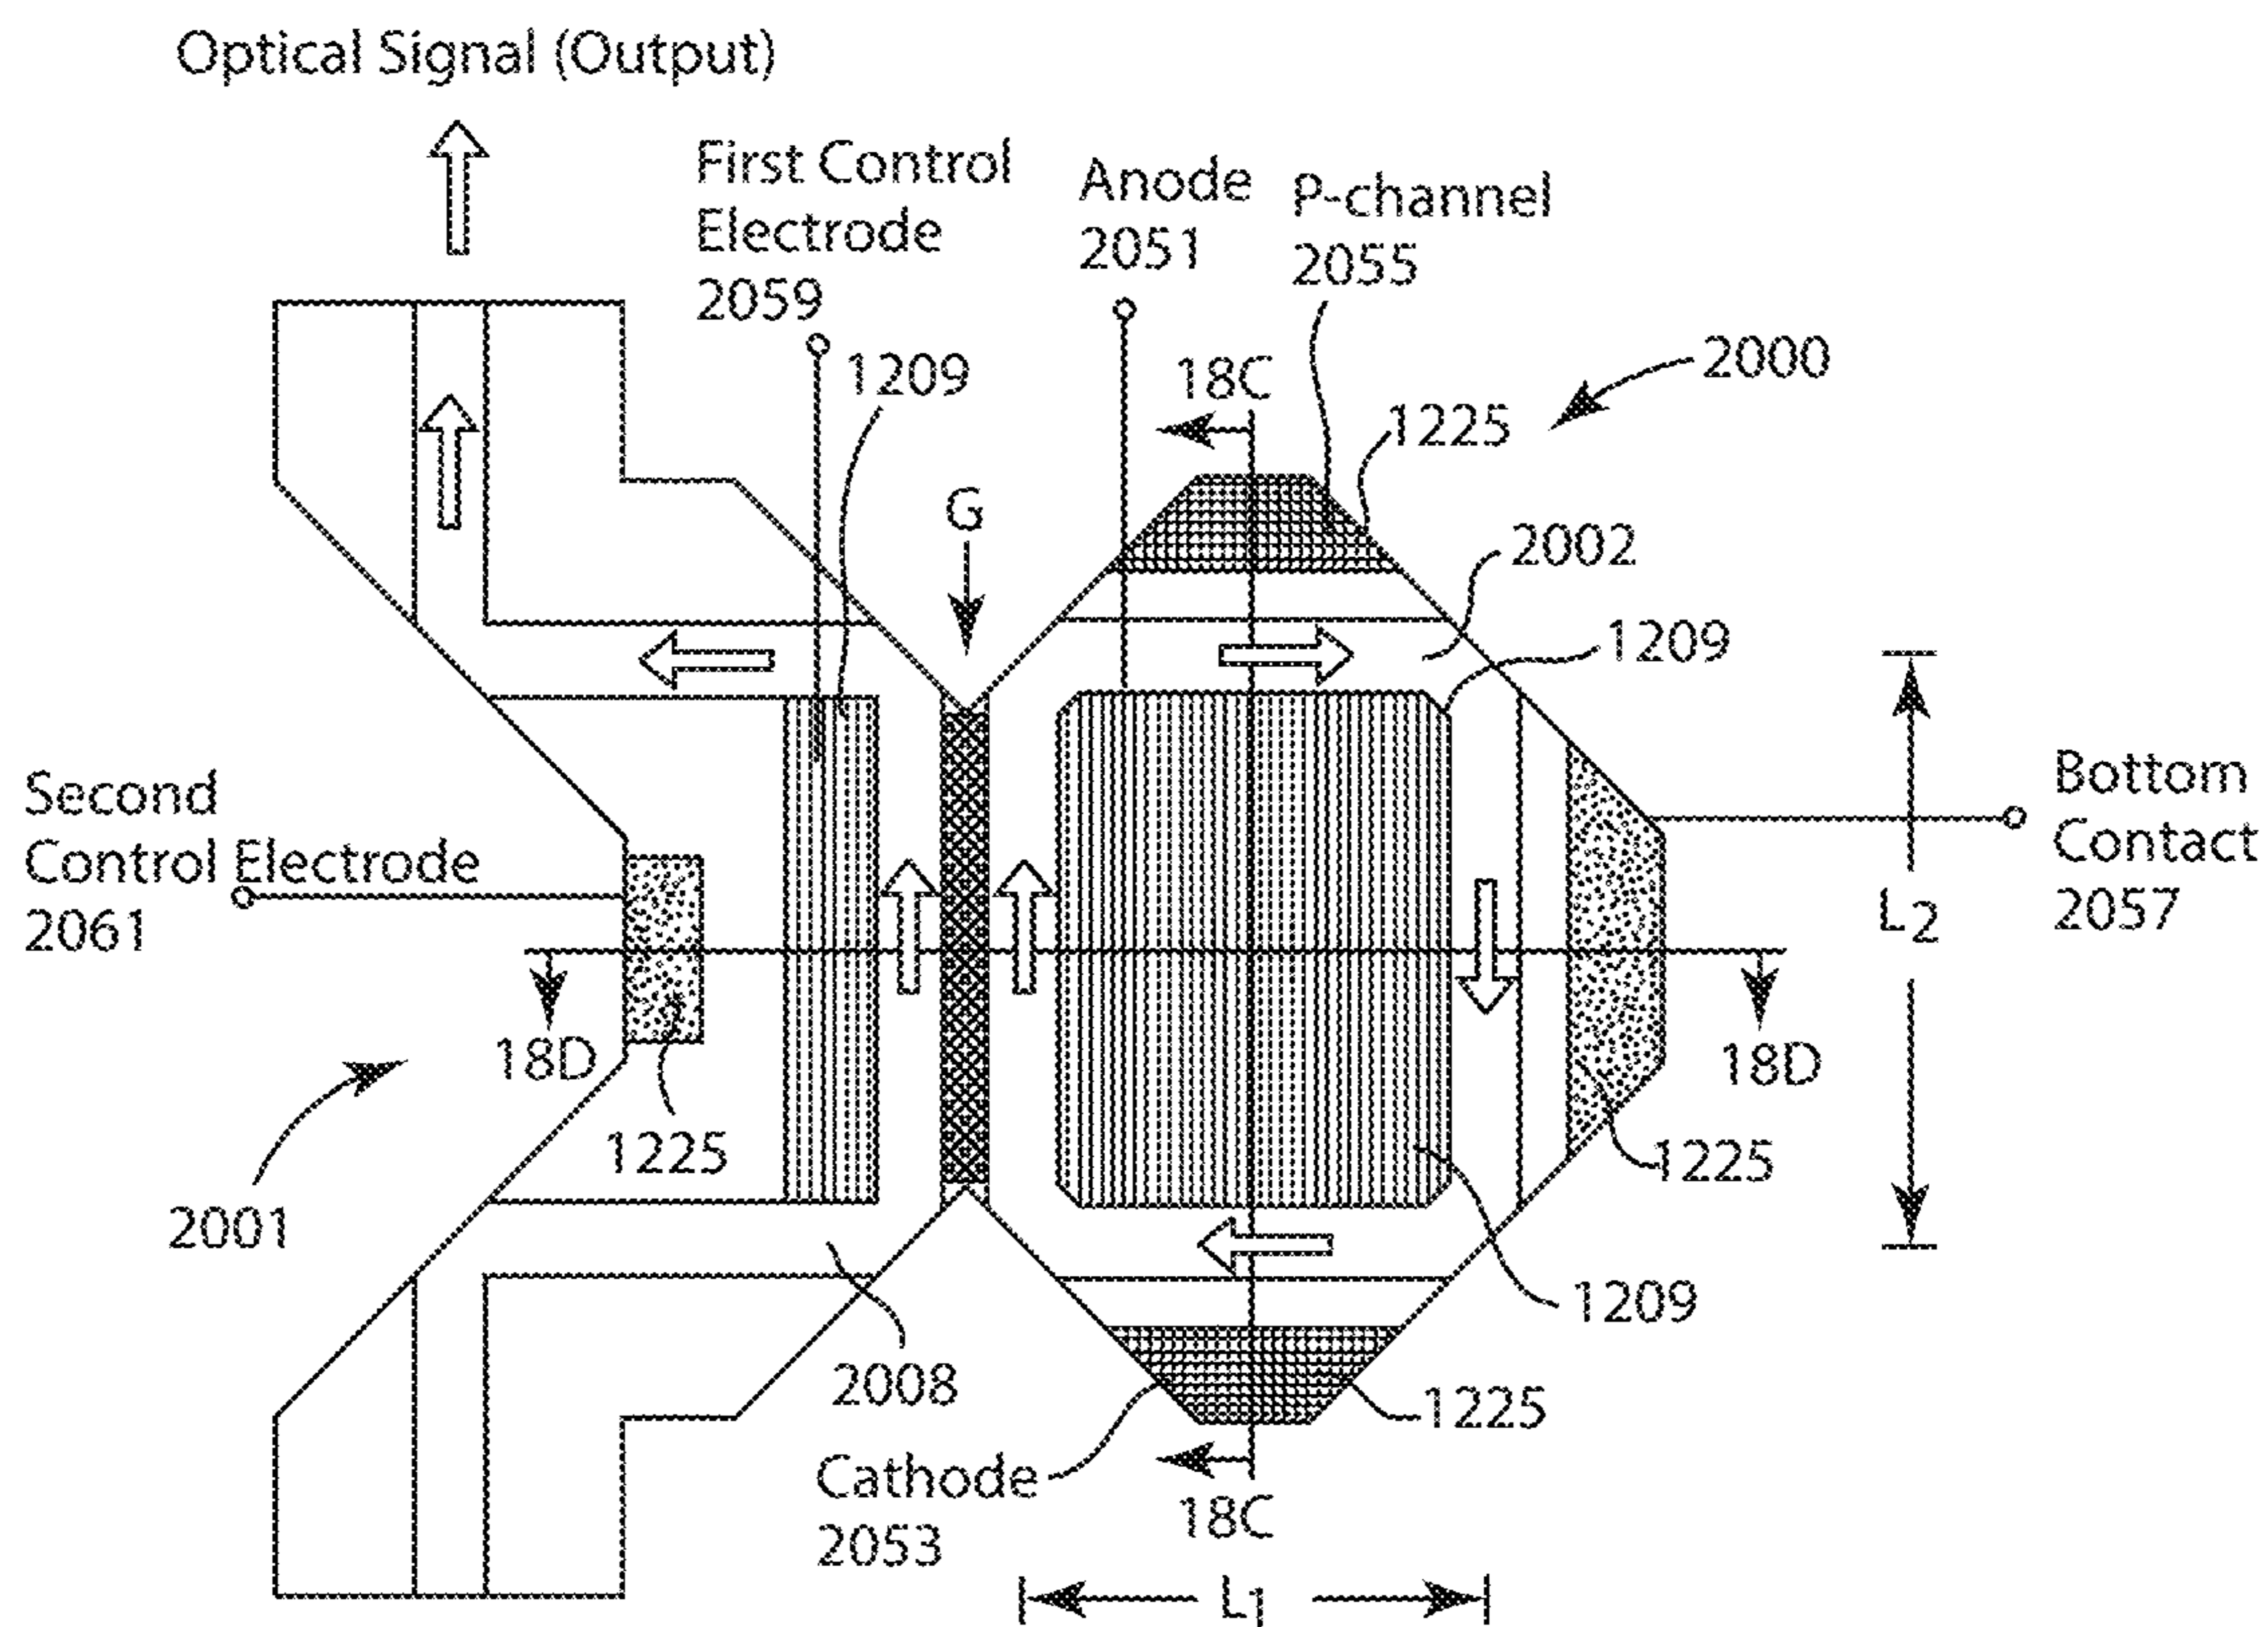 Optical Signal (Output)
First Control
Electrode
2059
Anode
2051
P-channel
2055
1209
18C
2000
1225
G
2002
1209
Second
Control Electrode
2061
Bottom
Contact
2057
L2
18D
18D
1225
1225
2001
1209
2008
1225
Cathode
2053
18C
L1